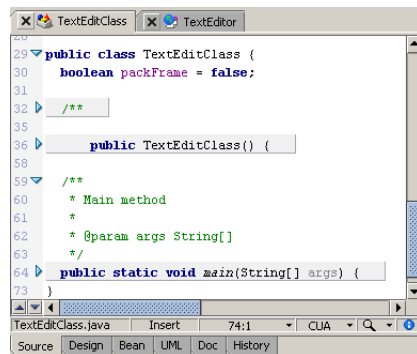 TextEditClass TextEditor
28
29 public class TextEditClass {
30 boolean packFrame = false;
31
32 /**
35
36 public TextEditClass() {
58
59 /**
60 * Main method
61 *
62 * @param args String[]
63 */
64 public static void main(String[] args) {
73 }
TextEditClass.java Insert 74:1 CUA
Source Design Bean UML Doc History